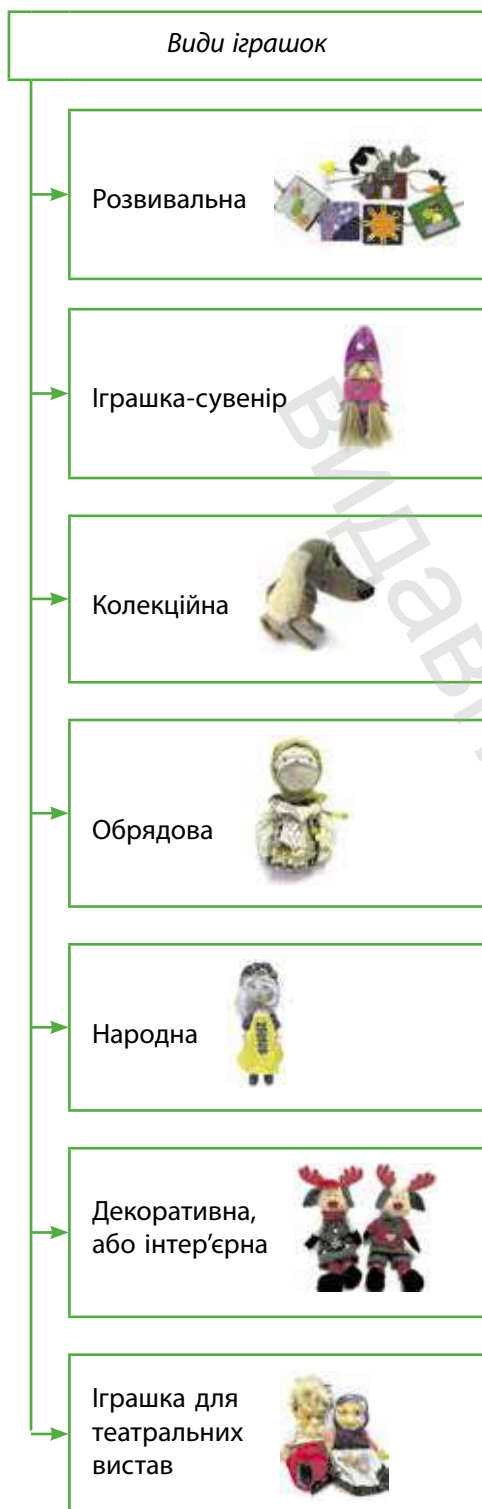 Види іграшок
Розвивальна
Іграшка-сувенір
Колекційна
Обрядова
Народна
Декоративна,
або інтер'єрна
Іграшка для
театральних
вистав